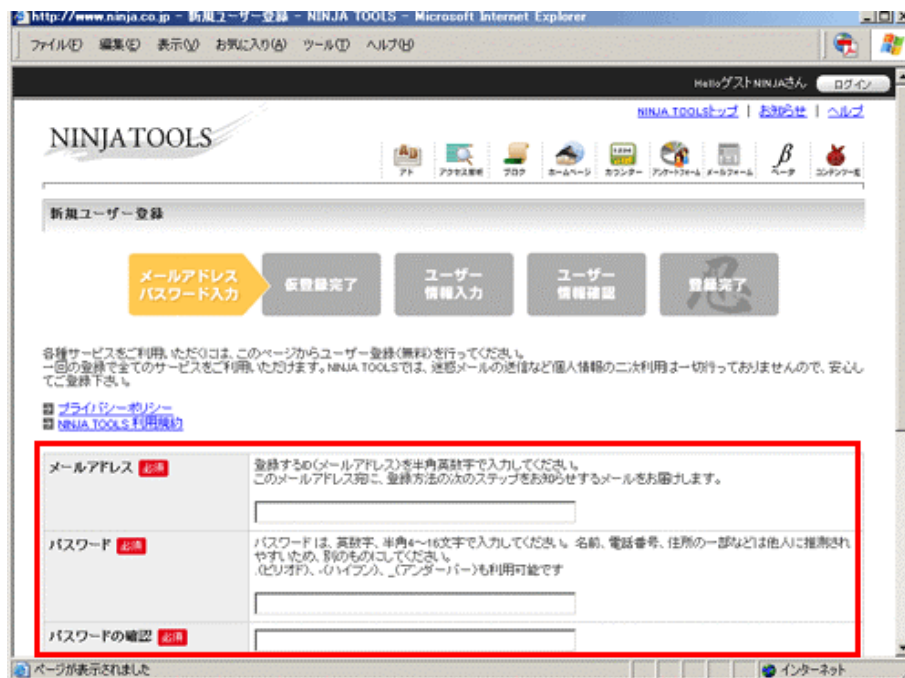 http://www.ninja.co.jp - 新規ユーザー登録 - NINJA TOOLS - Microsoft Internet Explorer
ファイル(F) 編集(E) 表示(V) お気に入り(A) ツール(T) ヘルプ(H)
HelloゲストNINJAさん ログイン
NINJA TOOLSトップ | お知らせ | ヘルプ
NINJATOOLS
アド アクセス解析 ブログ ホームページ カウンター アンケートフォーム メールフォーム ベータ コンテンツ一覧
新規ユーザー登録
メールアドレス
パスワード入力
仮登録完了
ユーザー
情報入力
ユーザー
情報確認
忍
登録完了
各種サービスをご利用いただくには、このページからユーザー登録(無料)を行ってください。
一回の登録で全てのサービスをご利用いただけます。NINJA TOOLSでは、迷惑メールの送信など個人情報の二次利用は一切行っておりませんので、安心し
てご登録下さい。
プライバシーポリシー
NINJA TOOLS 利用規約
メールアドレス 必須
登録するID(メールアドレス)を半角英数字で入力してください。
このメールアドレス宛に、登録方法の次のステップをお知らせするメールをお届けします。
パスワード 必須
パスワードは、英数字、半角4〜16文字で入力してください。名前、電話番号、住所の一部などは他人に推測され
やすいため、別のものにしてください。
.(ピリオド)、-(ハイフン)、_(アンダーバー)も利用可能です
パスワードの確認 必須
ページが表示されました インターネット